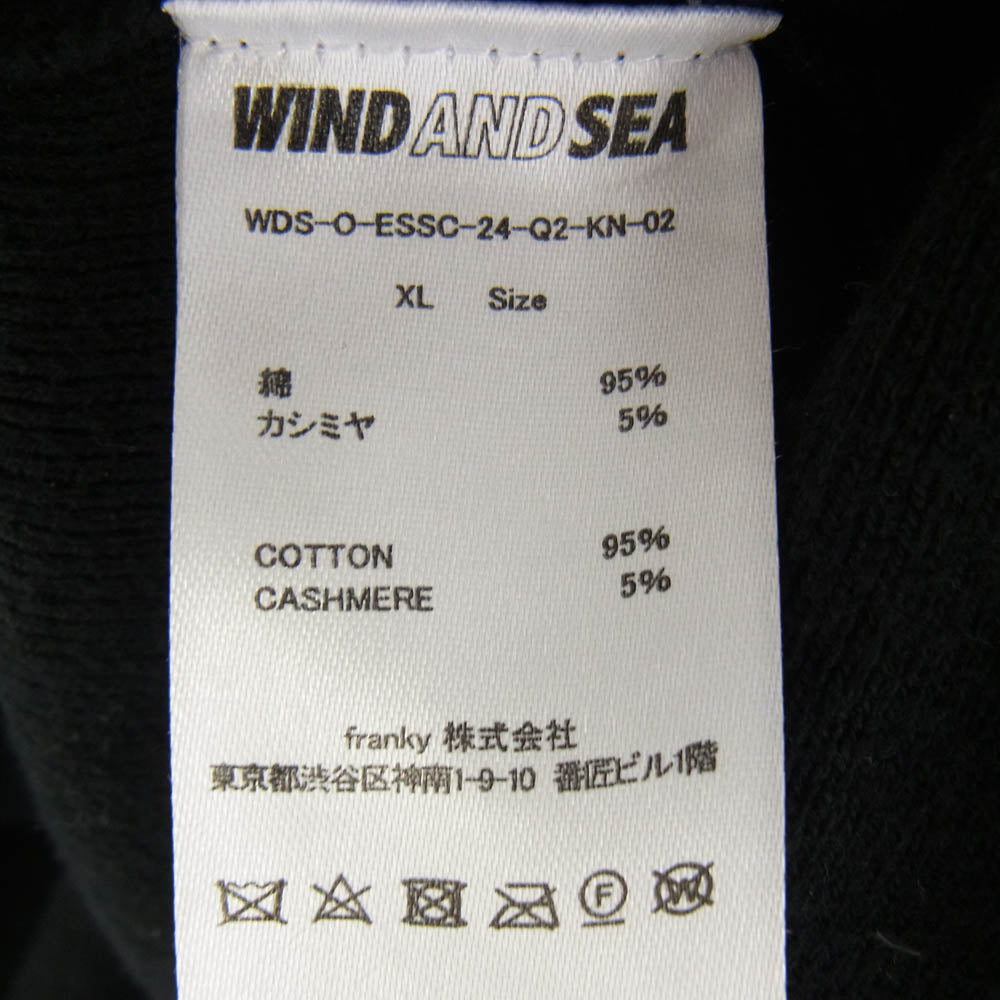 WIND AND SEA
WDS-O-ESSC-24-Q2-KN-02
XL Size
綿 95%
カシミヤ 5%
COTTON 95%
CASHMERE 5%
franky 株式会社
東京都渋谷区神南1-9-10 番匠ビル1階
F W